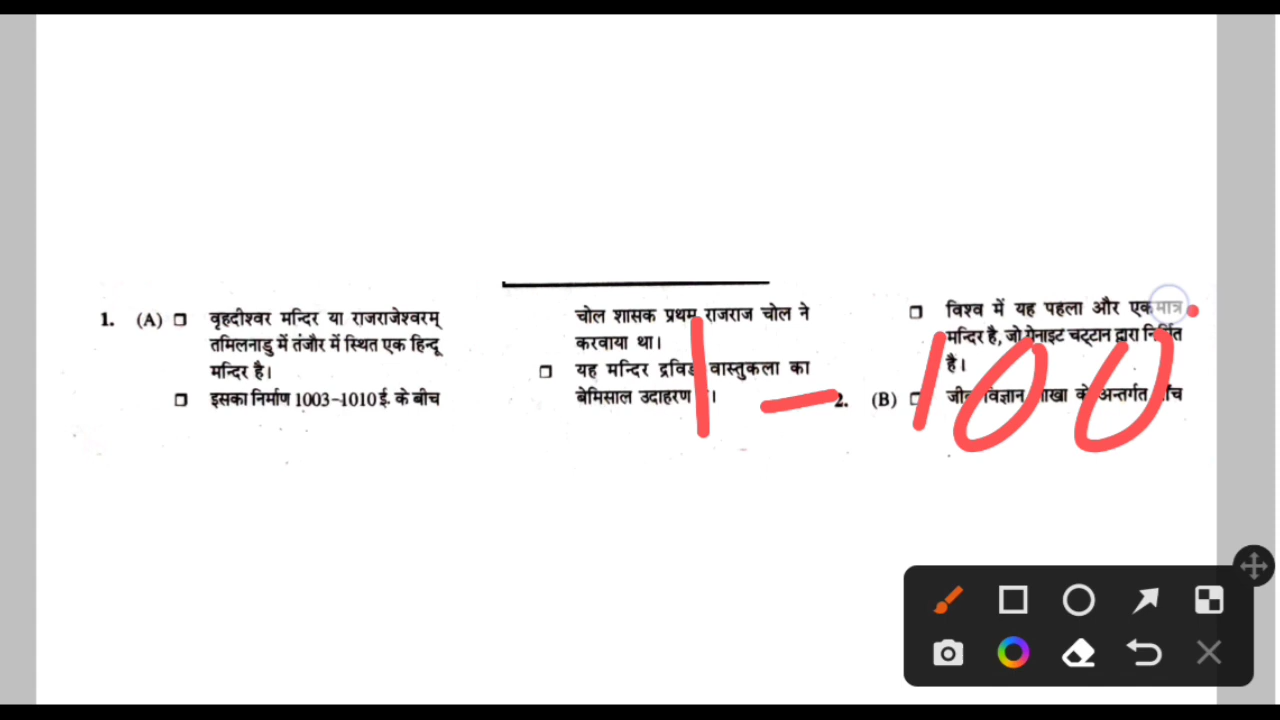 1. (A) ❒ वृहदीश्वर मन्दिर या राजराजेश्वरम्
तमिलनाडु में तंजौर में स्थित एक हिन्दू
मन्दिर है।
❒ इसका निर्माण 1003-1010 ई. के बीच
चोल शासक प्रथम राजराज चोल ने
करवाया था।
❒ यह मन्दिर द्रविड़ वास्तुकला का
बेमिसाल उदाहरण
❒ विश्व में यह पहला और एक मात्र
मन्दिर है, जो ग्रेनाइट चट्टान द्वारा निर्मित
है।
2. (B) ❒ विज्ञान शाखा के अन्तर्गत
1-100